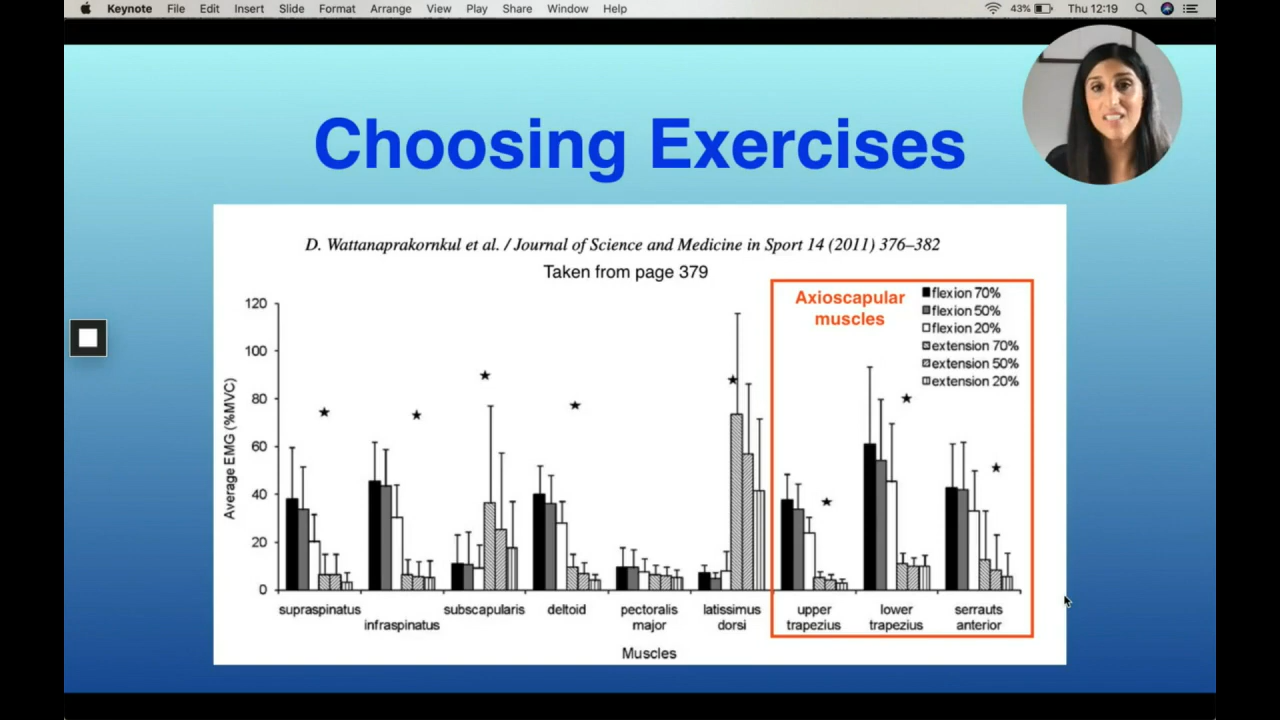 Keynote File Edit Insert Slide Format Arrange View Play Share Window Help 43% Thu 12:19
Choosing Exercises
D. Wattanaprakornkul et al. / Journal of Science and Medicine in Sport 14 (2011) 376–382
Taken from page 379
Axioscapular
muscles
flexion 70%
flexion 50%
flexion 20%
extension 70%
extension 50%
extension 20%
Average EMG (%MVC)
120
100
80
60
40
20
0
supraspinatus
infraspinatus
subscapularis
deltoid
pectoralis
major
latissimus
dorsi
upper
trapezius
lower
trapezius
serrauts
anterior
Muscles